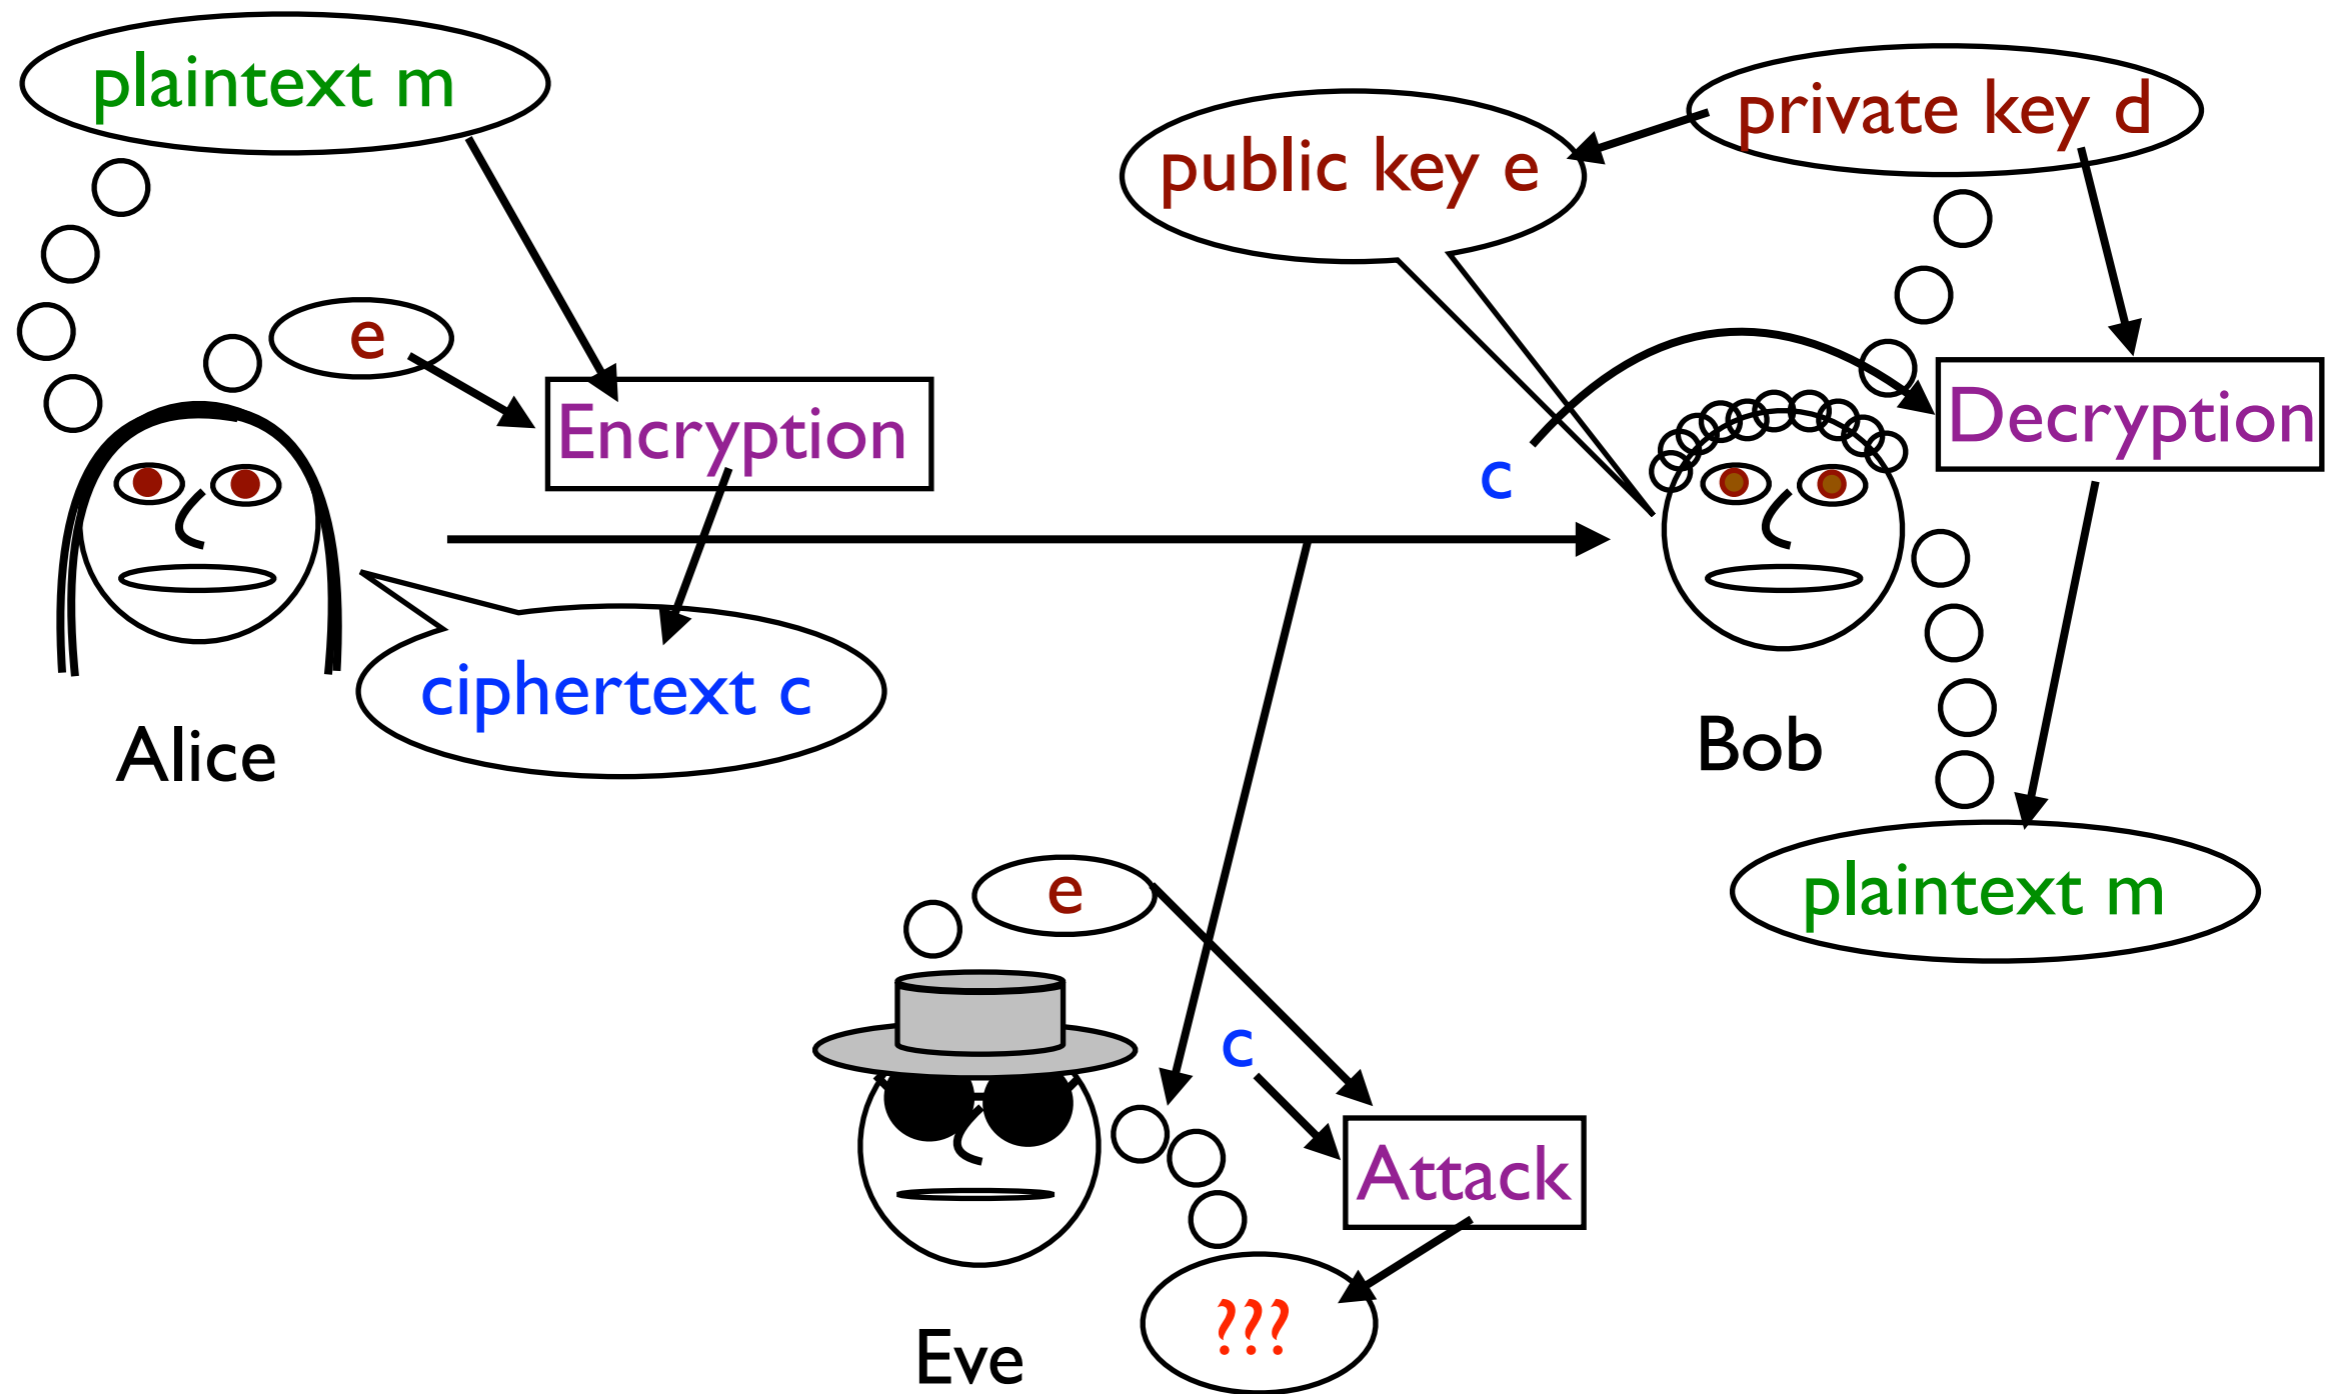 plaintext m
private key d
public key e
e
Encryption
Decryption
c
ciphertext c
Alice
Bob
e
plaintext m
c
Attack
???
Eve